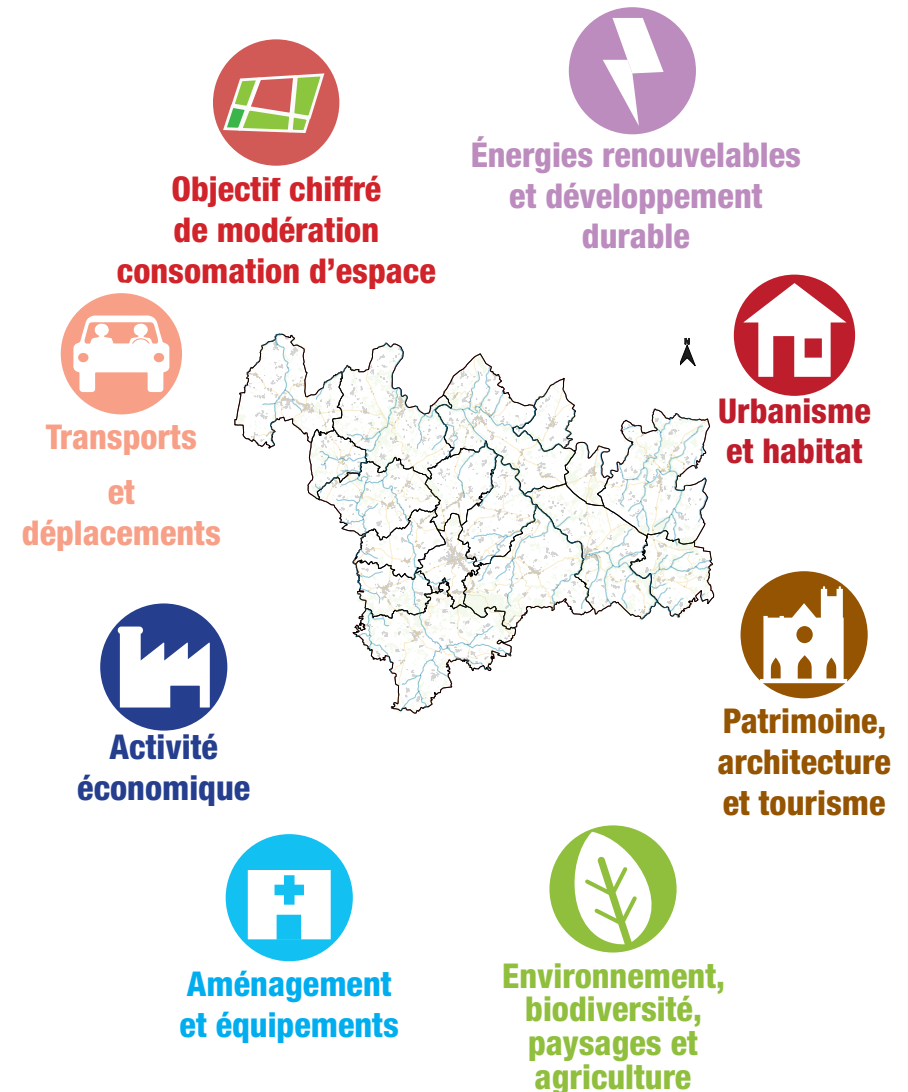 Énergies renouvelables
et développement
durable
Objectif chiffré
de modération
consomation d'espace
N
Urbanisme
et habitat
Transports
et
déplacements
Patrimoine,
architecture
et tourisme
Activité
économique
Aménagement
et équipements
Environnement,
biodiversité,
paysages et
agriculture